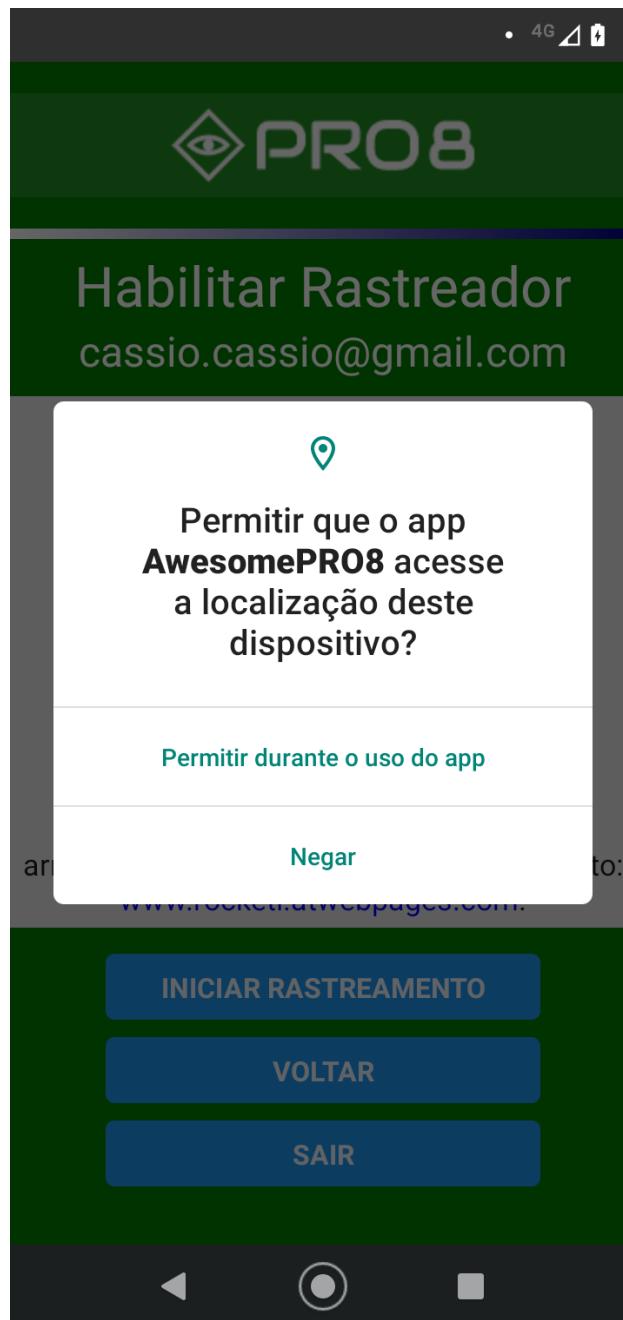 4G
PRO8
Habilitar Rastreador
cassio.cassio@gmail.com
Permitir que o app
AwesomePRO8 acesse
a localização deste
dispositivo?
Permitir durante o uso do app
Negar
INICIAR RASTREAMENTO
VOLTAR
SAIR